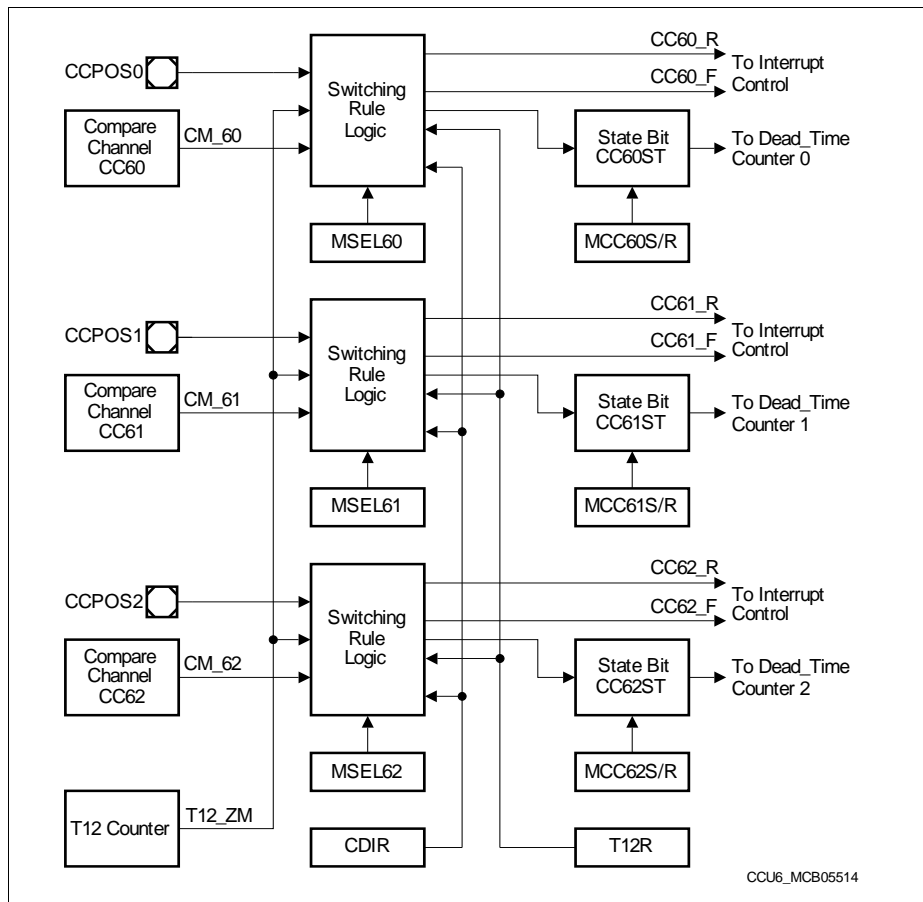 CC60_R
CCPOS0
Switching
Rule
Logic
To Interrupt
Control
CC60_F
Compare
Channel
CC60
CM_60
State Bit
CC60ST
To Dead_Time
Counter 0
MSEL60
MCC60S/R
CC61_R
CCPOS1
Switching
Rule
Logic
To Interrupt
Control
CC61_F
Compare
Channel
CC61
CM_61
State Bit
CC61ST
To Dead_Time
Counter 1
MSEL61
MCC61S/R
CC62_R
CCPOS2
Switching
Rule
Logic
To Interrupt
Control
CC62_F
Compare
Channel
CC62
CM_62
State Bit
CC62ST
To Dead_Time
Counter 2
MSEL62
MCC62S/R
T12 Counter
T12_ZM
CDIR
T12R
CCU6_MCB05514